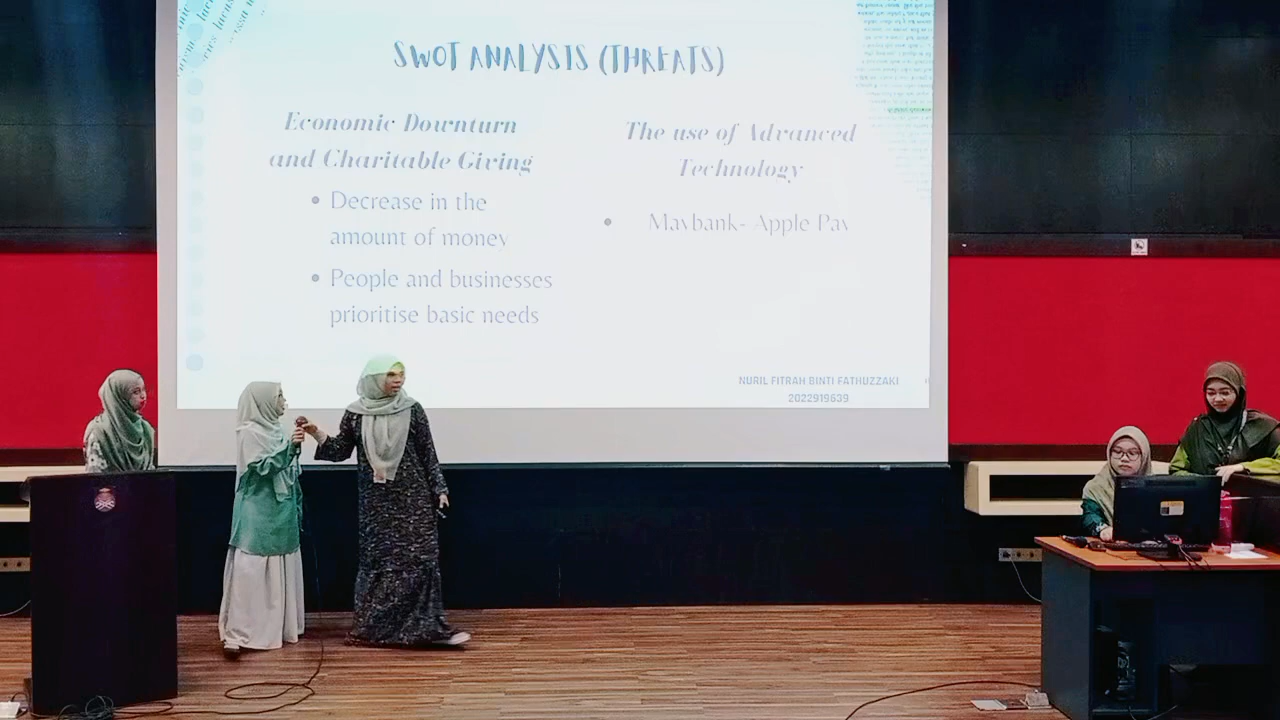 SWOT ANALYSIS (THREATS)
Economic Downturn
and Charitable Giving
• Decrease in the
amount of money
• People and businesses
prioritise basic needs
The use of Advanced
Technology
• Maybank- Apple Pay
NURIL FITRAH BINTI FATHUZZAKI
2022919639